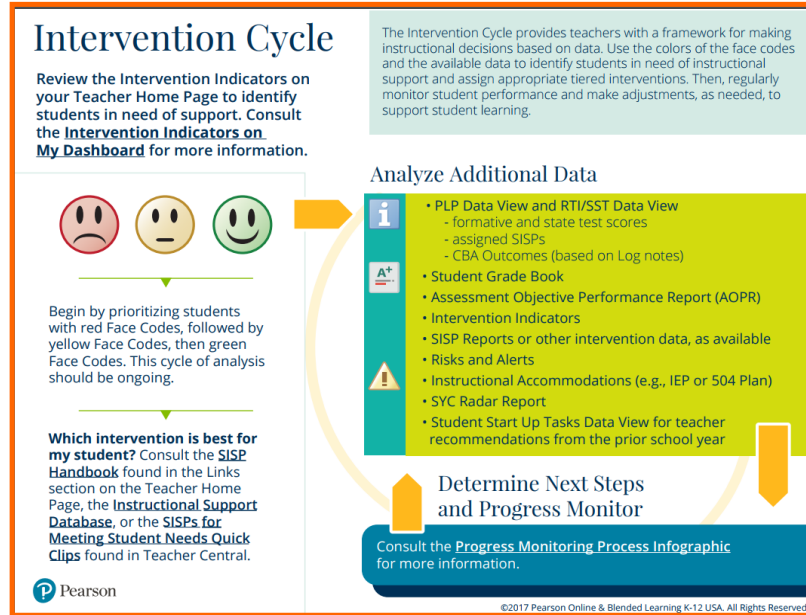 Intervention Cycle
Review the Intervention Indicators on
your Teacher Home Page to identify
students in need of support. Consult
the Intervention Indicators on
My Dashboard for more information.
The Intervention Cycle provides teachers with a framework for making
instructional decisions based on data. Use the colors of the face codes
and the available data to identify students in need of instructional
support and assign appropriate tiered interventions. Then, regularly
monitor student performance and make adjustments, as needed, to
support student learning.
Begin by prioritizing students
with red Face Codes, followed by
yellow Face Codes, then green
Face Codes. This cycle of analysis
should be ongoing.
Which intervention is best for
my student? Consult the SISP
Handbook found in the Links
section on the Teacher Home
Page, the Instructional Support
Database, or the SISPs for
Meeting Student Needs Quick
Clips found in Teacher Central.
Analyze Additional Data
i
A+
• PLP Data View and RTI/SST Data View
- formative and state test scores
- assigned SISPs
- CBA Outcomes (based on Log notes)
• Student Grade Book
• Assessment Objective Performance Report (AOPR)
• Intervention Indicators
• SISP Reports or other intervention data, as available
• Risks and Alerts
• Instructional Accommodations (e.g., IEP or 504 Plan)
• SYC Radar Report
• Student Start Up Tasks Data View for teacher
recommendations from the prior school year
!
Determine Next Steps
and Progress Monitor
Consult the Progress Monitoring Process Infographic
for more information.
P Pearson
©2017 Pearson Online & Blended Learning K-12 USA. All Rights Reserved